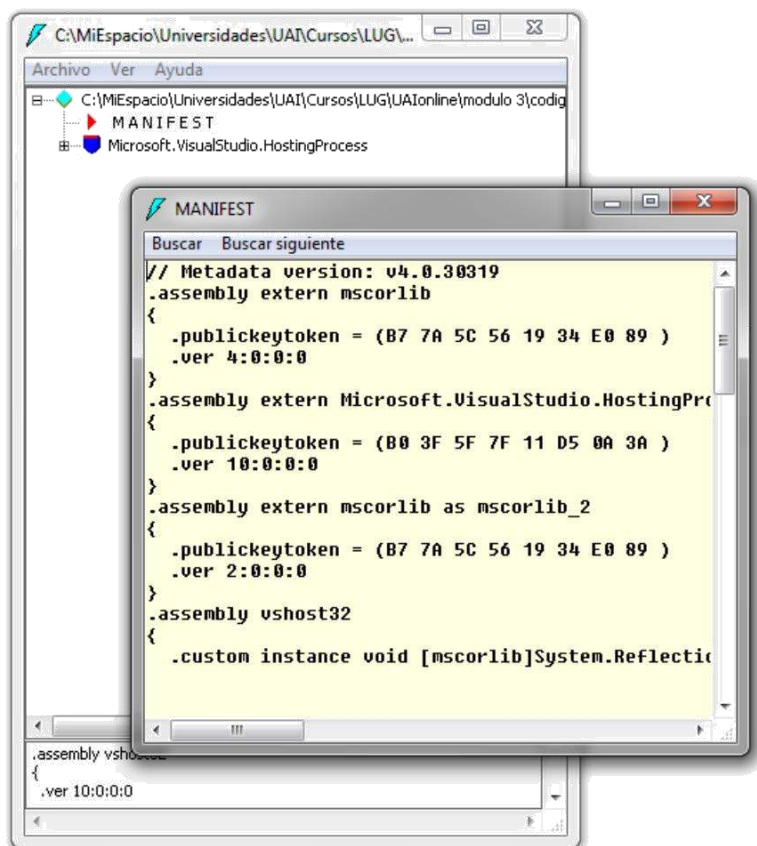 C:\MiEspacio\Universidades\UAI\Cursos\LUG\...
Archivo Ver Ayuda
C:\MiEspacio\Universidades\UAI\Cursos\LUG\UAIonline\modulo 3\codig
MANIFEST
Microsoft.VisualStudio.HostingProcess
MANIFEST
Buscar Buscar siguiente
// Metadata version: v4.0.30319
.assembly extern mscorlib
{
.publickeytoken = (B7 7A 5C 56 19 34 E0 89 )
.ver 4:0:0:0
}
.assembly extern Microsoft.VisualStudio.HostingPro
{
.publickeytoken = (B0 3F 5F 7F 11 D5 0A 3A )
.ver 10:0:0:0
}
.assembly extern mscorlib as mscorlib_2
{
.publickeytoken = (B7 7A 5C 56 19 34 E0 89 )
.ver 2:0:0:0
}
.assembly vshost32
{
.custom instance void [mscorlib]System.Reflectio
.assembly vshost32
{
.ver 10:0:0:0